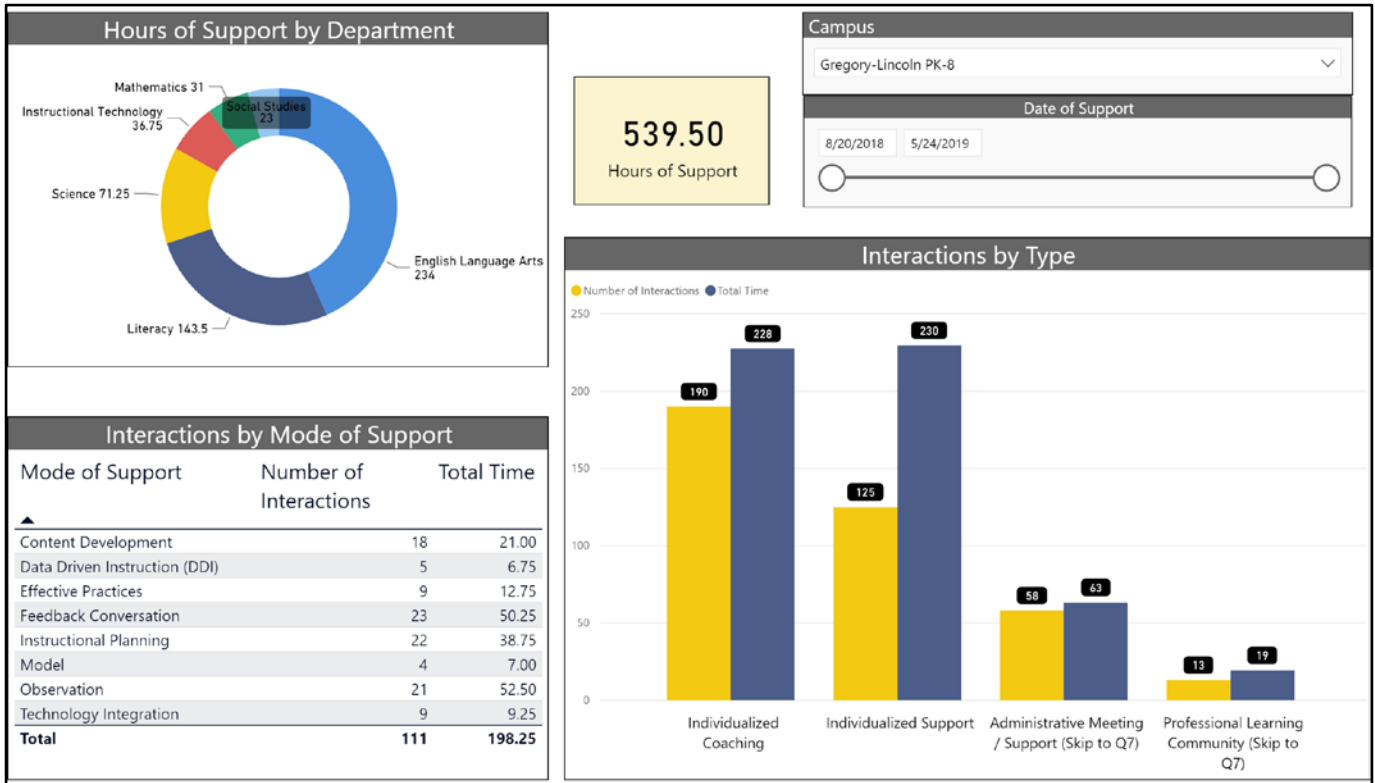 Hours of Support by Department
Mathematics 31
Social Studies
23
Instructional Technology
36.75
Science 71.25
English Language Arts
234
Literacy 143.5
539.50
Hours of Support
Campus
Gregory-Lincoln PK-8
Date of Support
8/20/2018 5/24/2019
Interactions by Mode of Support
Mode of Support Number of Total Time
Interactions
Content Development 18 21.00
Data Driven Instruction (DDI) 5 6.75
Effective Practices 9 12.75
Feedback Conversation 23 50.25
Instructional Planning 22 38.75
Model 4 7.00
Observation 21 52.50
Technology Integration 9 9.25
Total 111 198.25
Interactions by Type
Number of Interactions Total Time
250
200
150
100
50
0
190
228
125
230
58
63
13
19
Individualized
Coaching
Individualized Support
Administrative Meeting
/ Support (Skip to Q7)
Professional Learning
Community (Skip to
Q7)